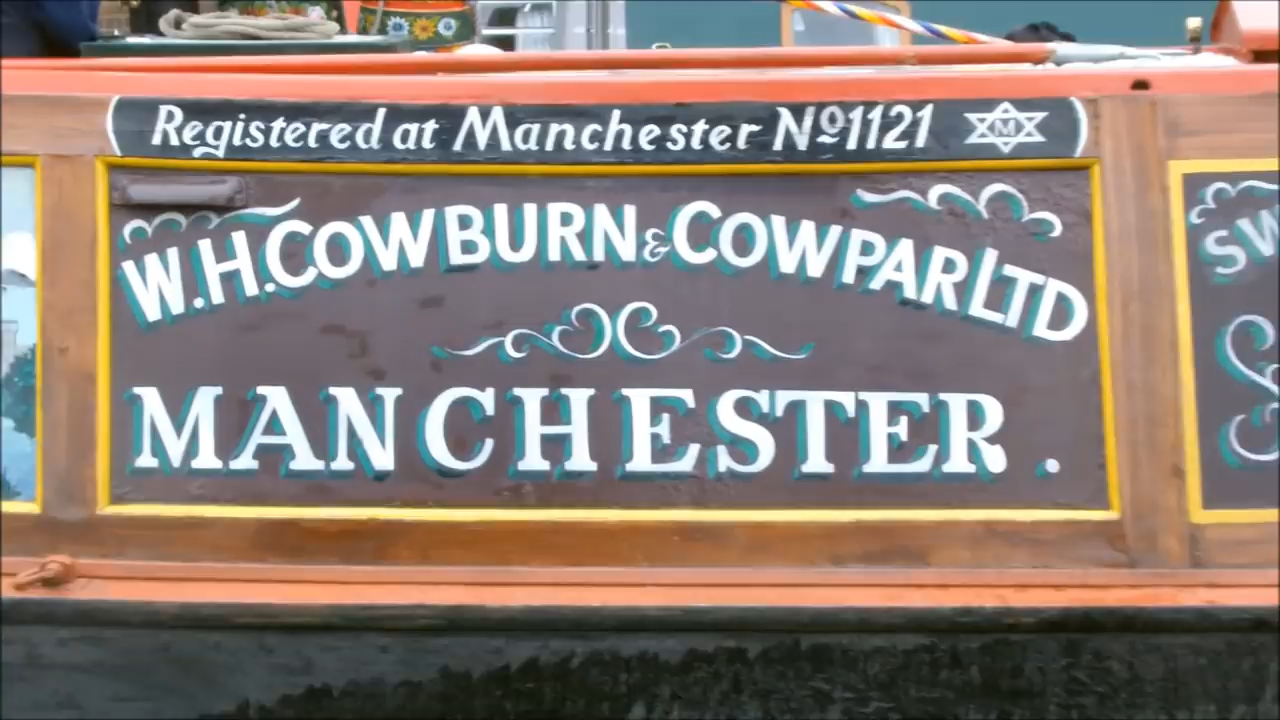 Registered at Manchester Nº1121 M
W.H.COWBURN & COWPAR LTD
MANCHESTER .